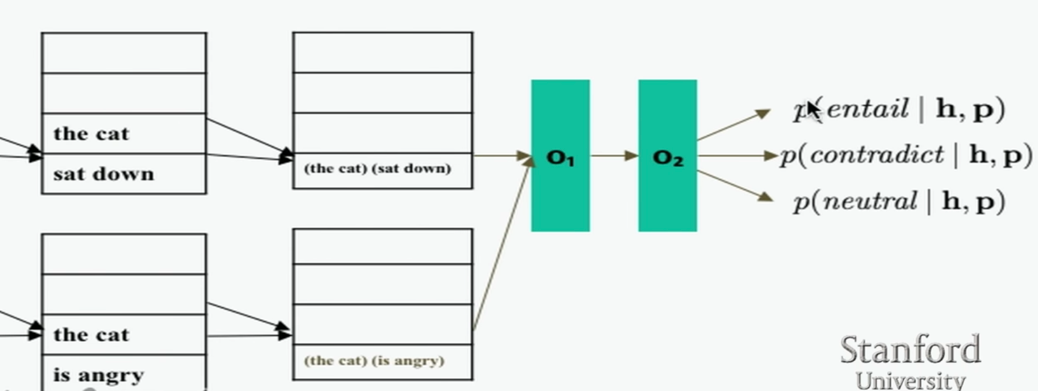 the cat
sat down
(the cat) (sat down)
O₁
O₂
p(entail | h, p)
p(contradict | h, p)
p(neutral | h, p)
the cat
is angry
(the cat) (is angry)
Stanford
University